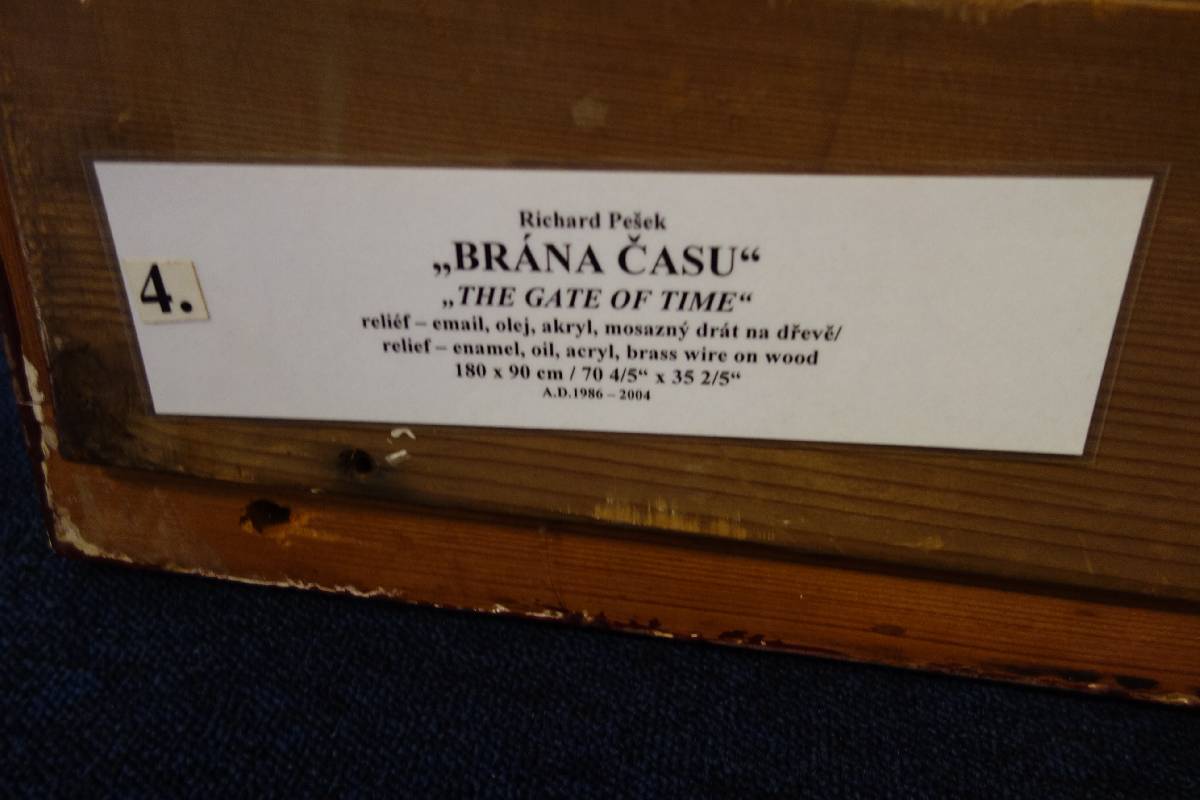 Richard Pešek
„BRÁNA ČASU“
„THE GATE OF TIME“
4.
reliéf – email, olej, akryl, mosazný drát na dřevě/
relief – enamel, oil, acryl, brass wire on wood
180 x 90 cm / 70 4/5“ x 35 2/5“
A.D.1986 – 2004